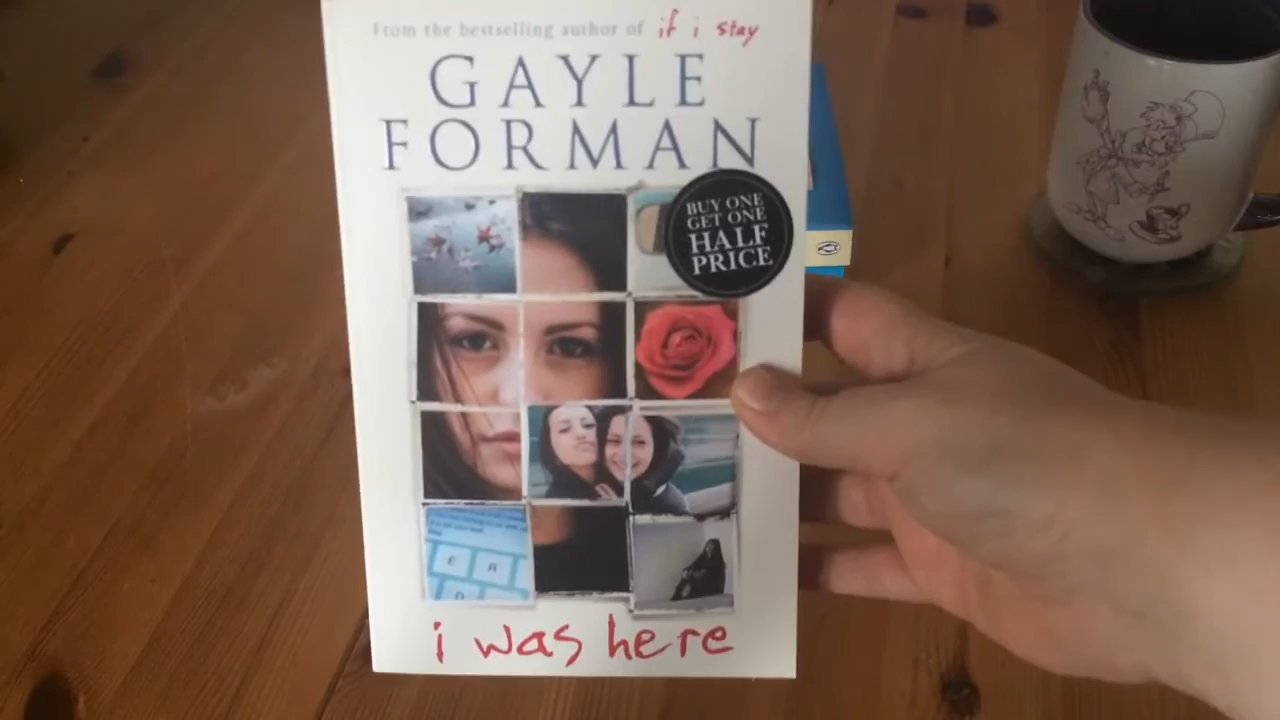 From the bestselling author of if i stay
GAYLE
FORMAN
BUY ONE
GET ONE
HALF
PRICE
E R
D
i was here